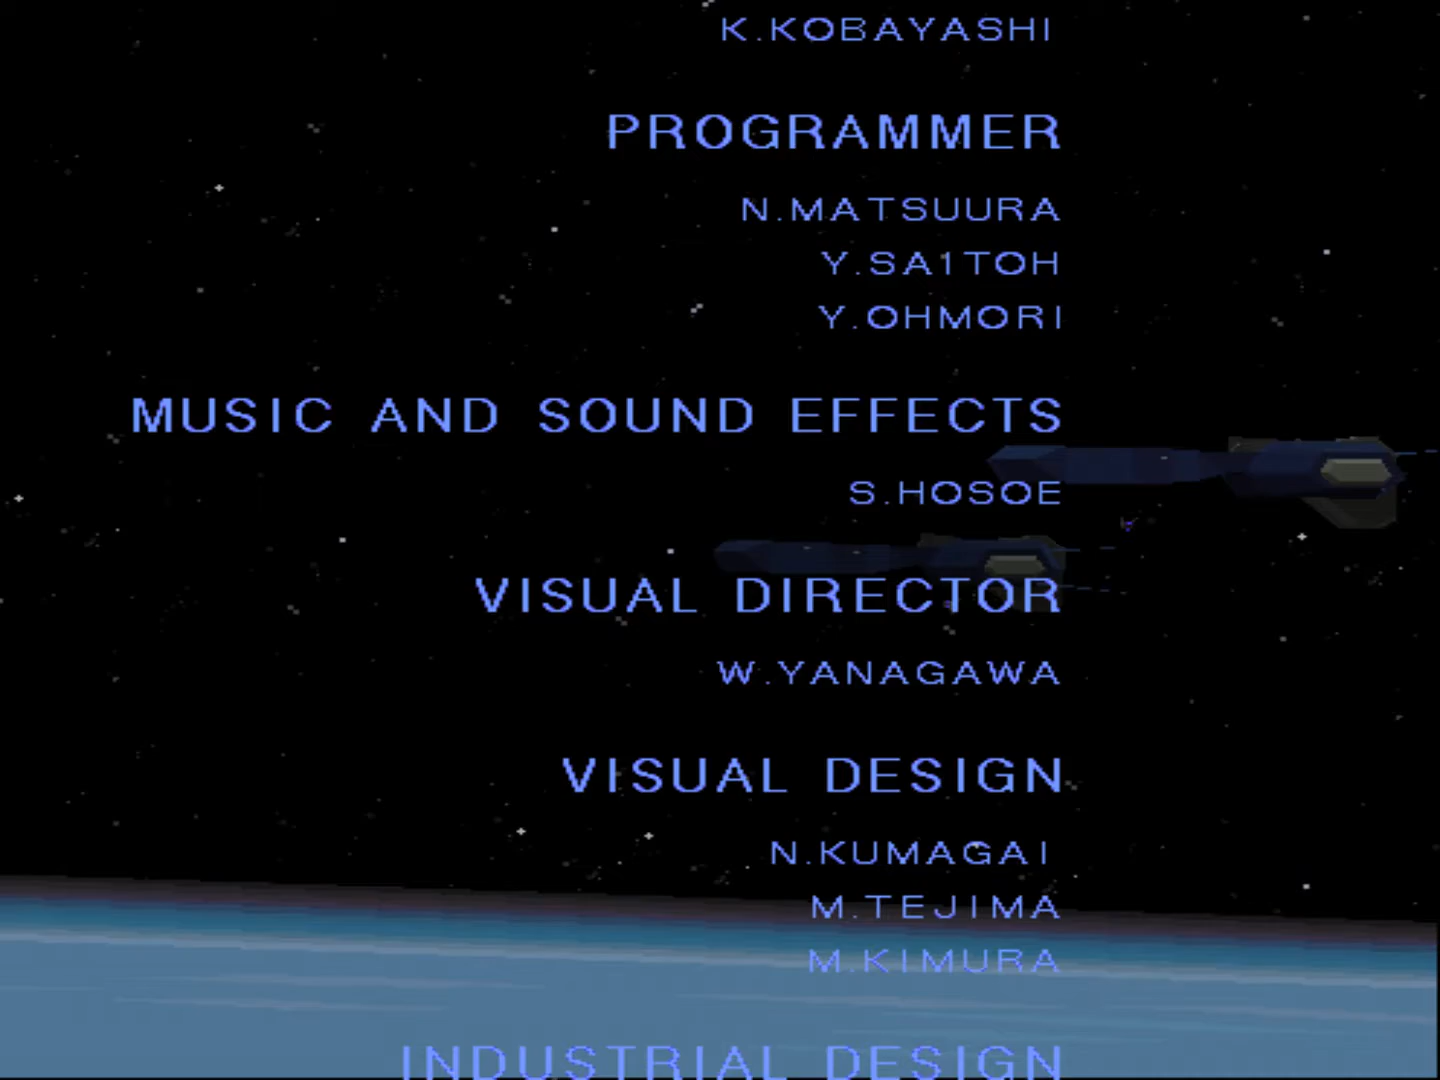 K.KOBAYASHI
PROGRAMMER
N.MATSUURA
Y.SA1TOH
Y.OHMORI
MUSIC AND SOUND EFFECTS
S.HOSOE
VISUAL DIRECTOR
W.YANAGAWA
VISUAL DESIGN
N.KUMAGAI
M.TEJIMA
M.KIMURA
INDUSTRIAL DESIGN